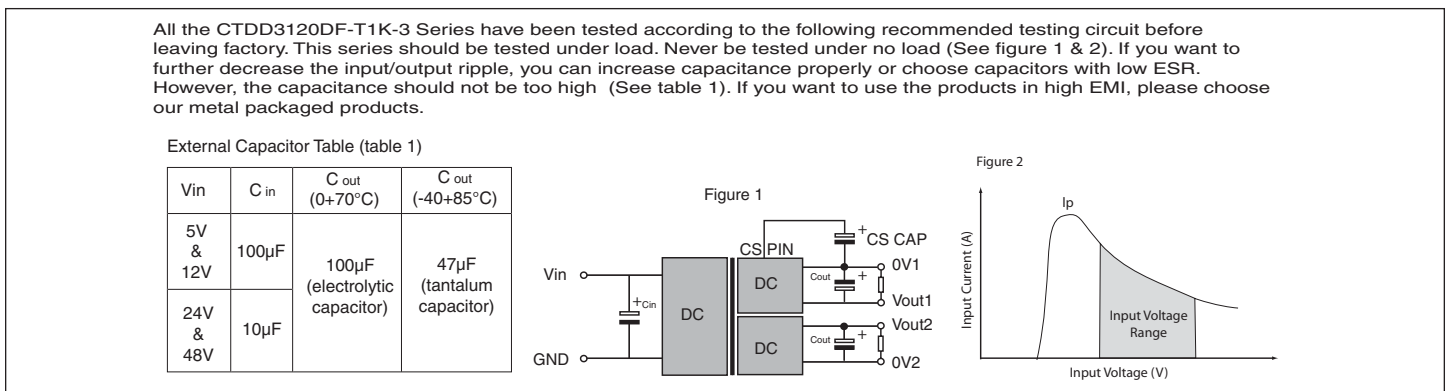 All the CTDD3120DF-T1K-3 Series have been tested according to the following recommended testing circuit before
leaving factory. This series should be tested under load. Never be tested under no load (See figure 1 & 2). If you want to
further decrease the input/output ripple, you can increase capacitance properly or choose capacitors with low ESR.
However, the capacitance should not be too high (See table 1). If you want to use the products in high EMI, please choose
our metal packaged products.
External Capacitor Table (table 1)
Vin
C in
C out
(0+70°C)
C out
(-40+85°C)
5V
&
12V
100µF
24V
&
48V
10µF
100µF
(electrolytic
capacitor)
47µF
(tantalum
capacitor)
Figure 1
Vin
GND
+Cin
DC
CS PIN
DC
DC
+
CS CAP
0V1
Cout +
Vout1
Vout2
Cout +
0V2
Figure 2
Ip
Input Current (A)
Input Voltage
Range
Input Voltage (V)